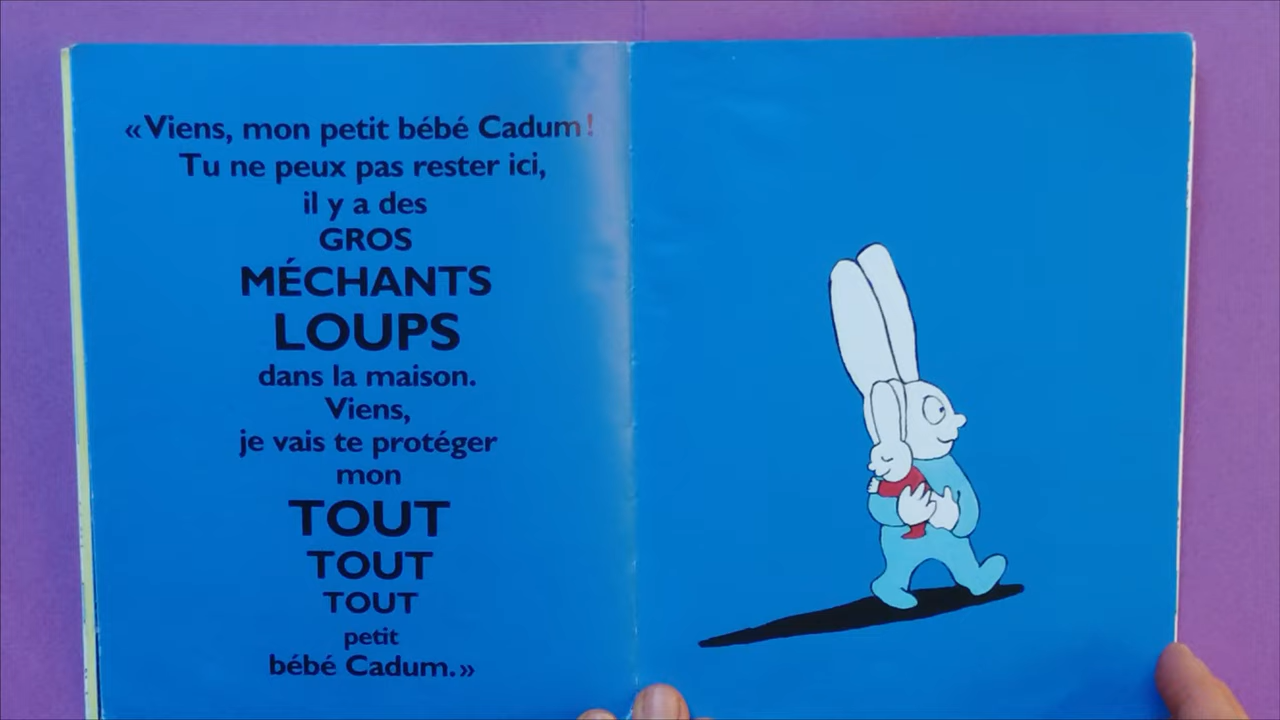 «Viens, mon petit bébé Cadum!
Tu ne peux pas rester ici,
il y a des
GROS
MÉCHANTS
LOUPS
dans la maison.
Viens,
je vais te protéger
mon
TOUT
TOUT
TOUT
petit
bébé Cadum.»